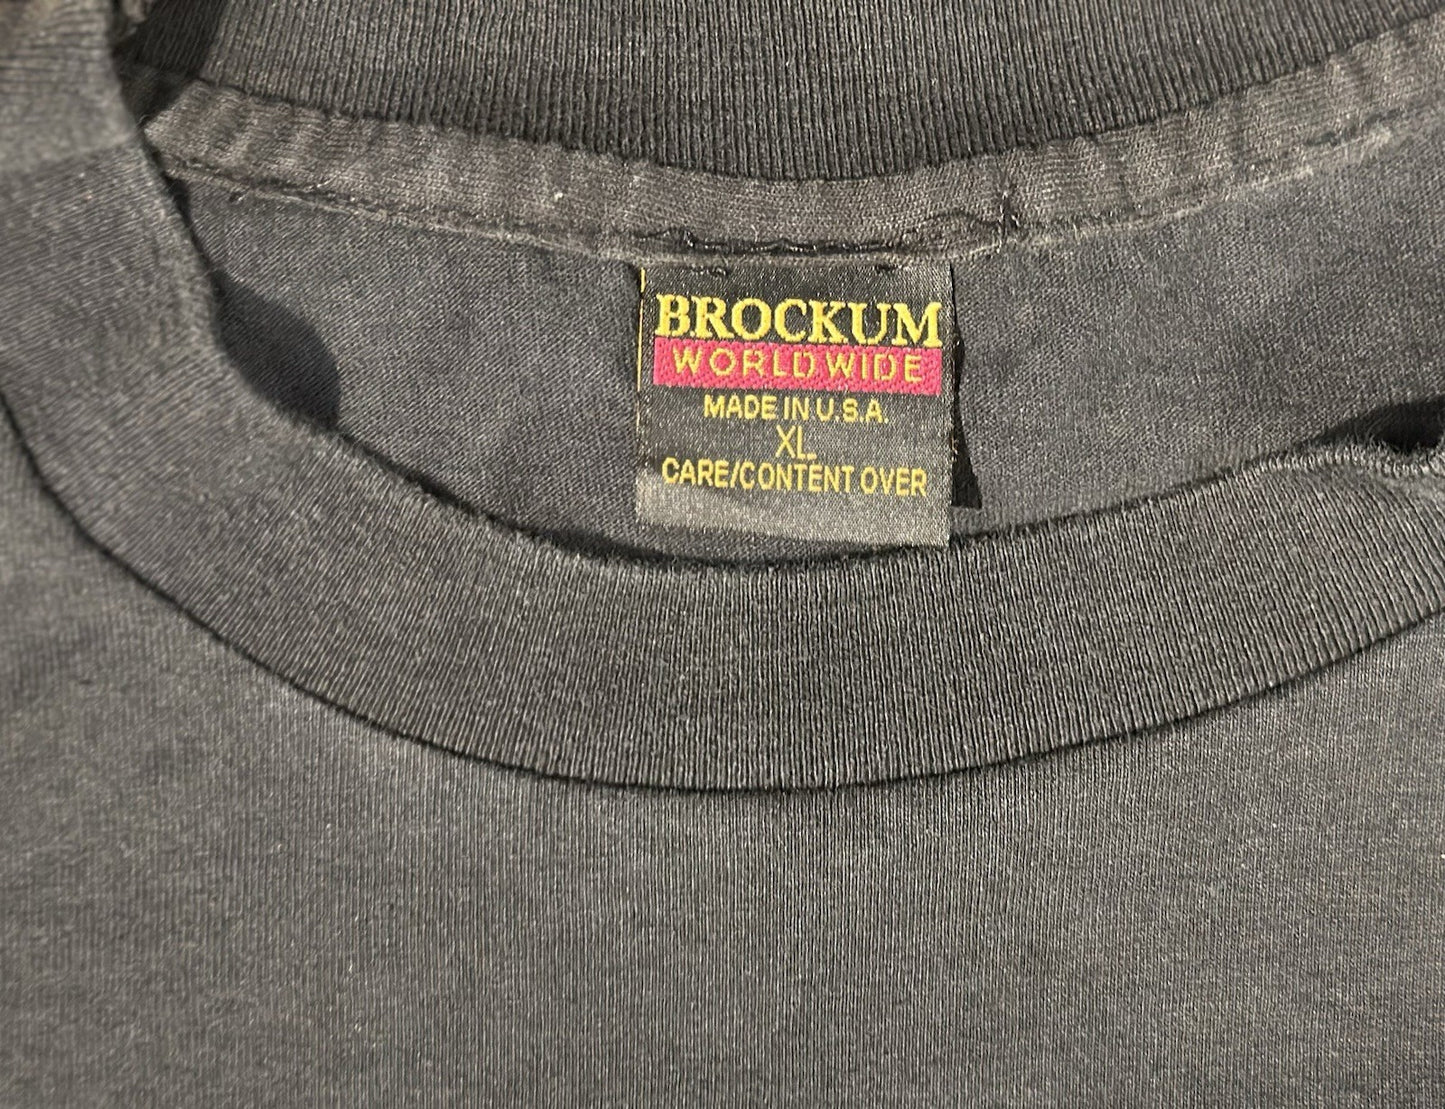 BROCKUM
WORLDWIDE
MADE IN U.S.A.
XL
CARE/CONTENT OVER